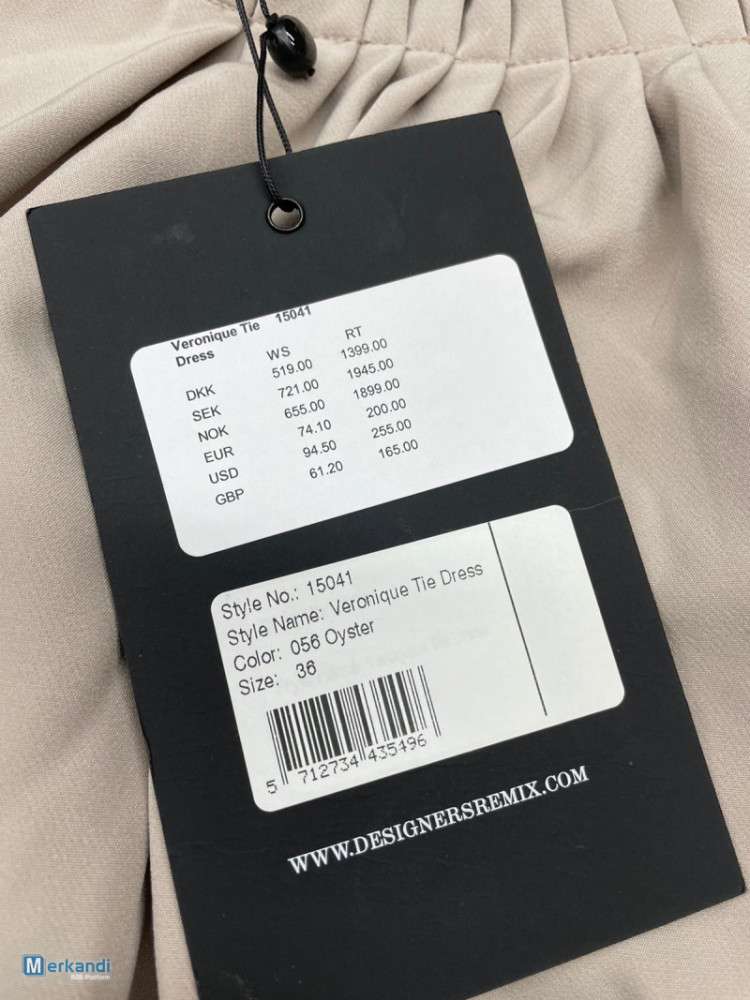 Veronique Tie 15041
Dress WS RT
DKK 519.00 1399.00
SEK 721.00 1945.00
NOK 655.00 1899.00
EUR 74.10 200.00
USD 94.50 255.00
GBP 61.20 165.00
Style No.: 15041
Style Name: Veronique Tie Dress
Color: 056 Oyster
Size: 36
5 712734 435496
WWW.DESIGNERSREMIX.COM
Merkandi
B2B Platform